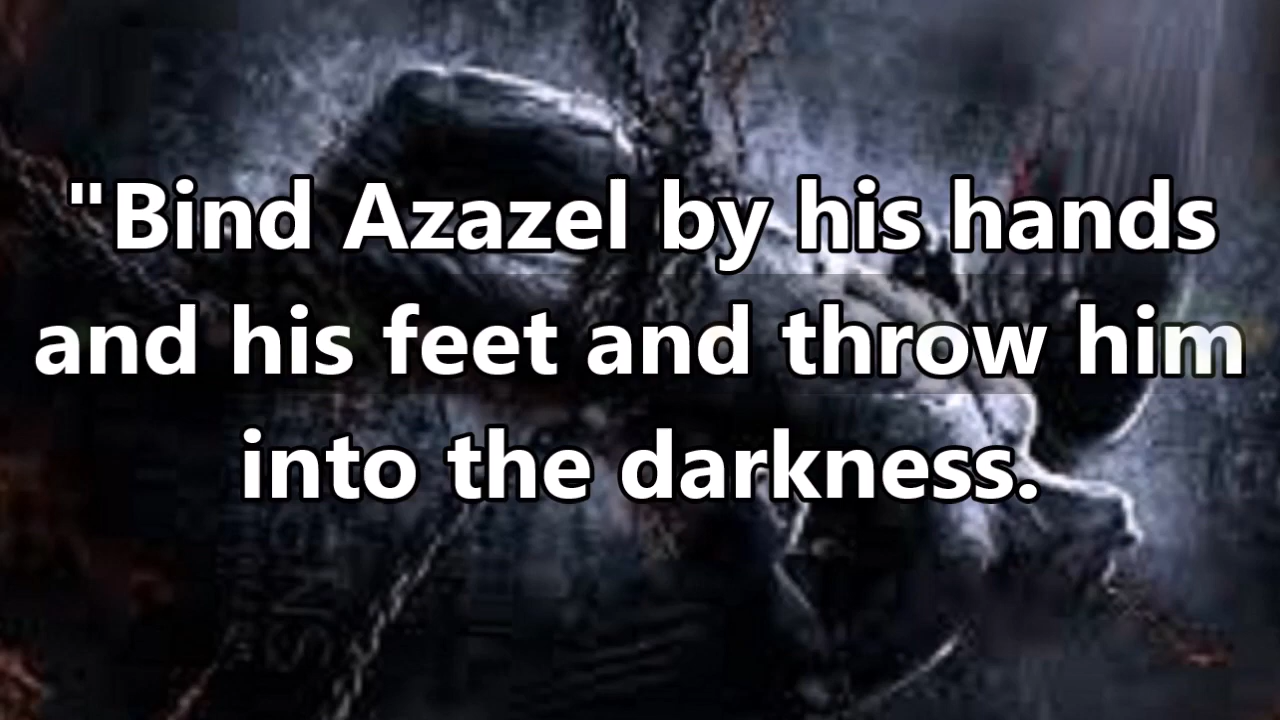 "Bind Azazel by his hands
and his feet and throw him
into the darkness.